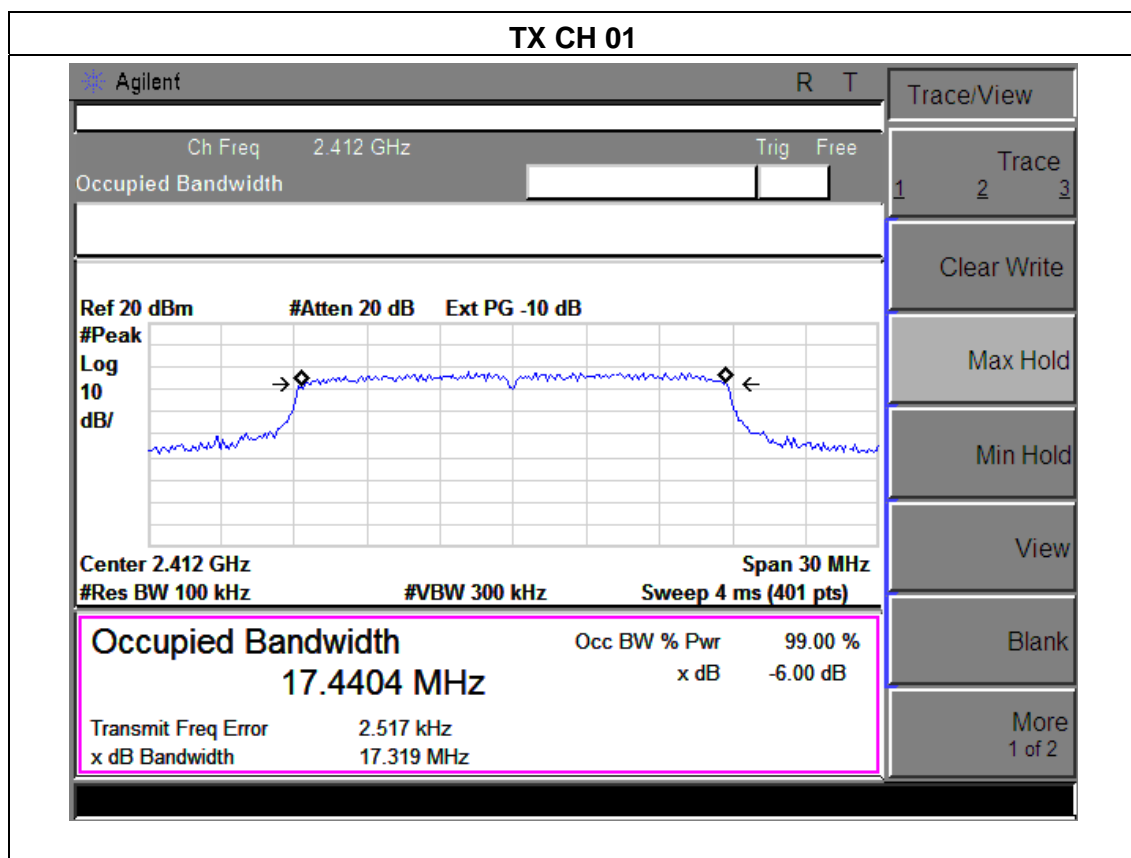 TX CH 01
Agilent R T
Ch Freq 2.412 GHz Trig Free
Occupied Bandwidth
Ref 20 dBm #Atten 20 dB Ext PG -10 dB
#Peak
Log
10
dB/
Center 2.412 GHz Span 30 MHz
#Res BW 100 kHz #VBW 300 kHz Sweep 4 ms (401 pts)
Occupied Bandwidth Occ BW % Pwr 99.00 %
17.4404 MHz x dB -6.00 dB
Transmit Freq Error 2.517 kHz
x dB Bandwidth 17.319 MHz
Trace/View
Trace
1 2 3
Clear Write
Max Hold
Min Hold
View
Blank
More
1 of 2